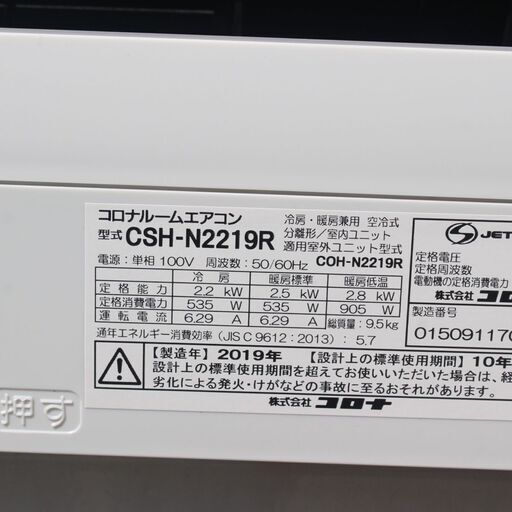 コロナルームエアコン
型式 CSH-N2219R
冷房・暖房兼用 空冷式
分離形／室内ユニット
適用室外ユニット型式
COH-N2219R
電源：単相 100V 周波数：50/60Hz
冷 房 暖房標準 暖房低温
定格能力 2.2 kW 2.5 kW 2.8 kW
定格消費電力 535 W 535 W 905 W
運転電流 6.29 A 6.29 A 総質量：9.5kg
通年エネルギー消費効率（JIS C 9612：2013）：5.7
JET
定格電圧
定格周波数
電動機の定格消費電力
株式会社 コロ
製造番号
015091170
【製造年】2019年 【設計上の標準使用期間】10年
設計上の標準使用期間を超えてお使いいただいた場合は、経
劣化による発火・けがなどの事故に至るおそれがあります。
株式会社 コロナ
押す